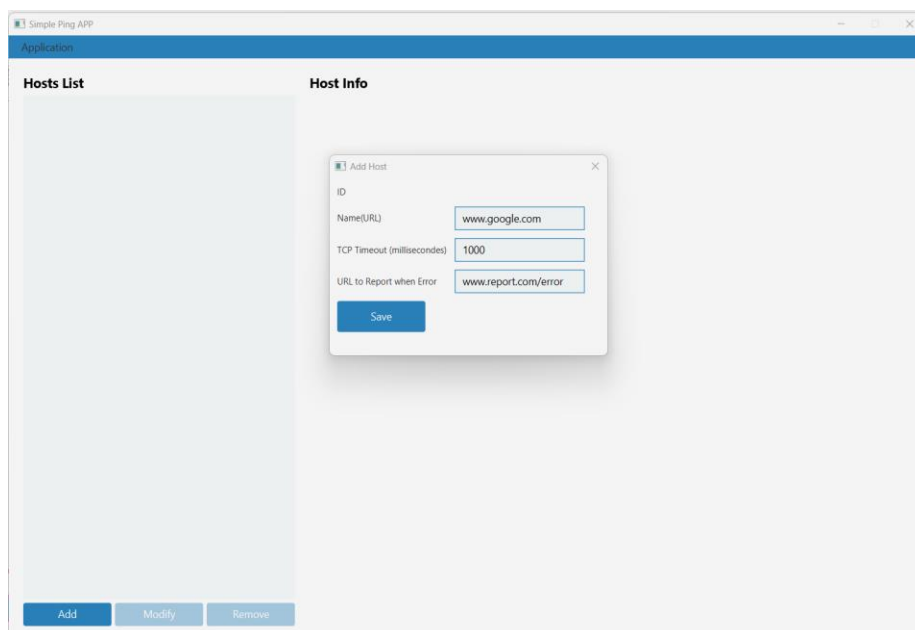 Simple Ping APP
Application
Hosts List
Host Info
Add Host
ID
Name(URL) www.google.com
TCP Timeout (millisecondes) 1000
URL to Report when Error www.report.com/error
Save
Add Modify Remove